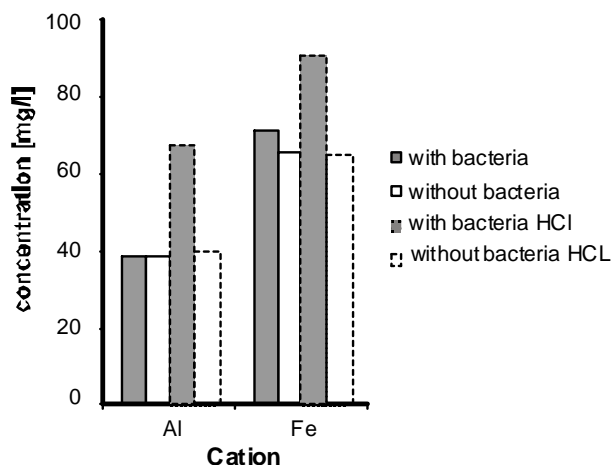 100
80
60
40
20
0
concentration [mg/l]
Al
Fe
Cation
with bacteria
without bacteria
with bacteria HCl
without bacteria HCL